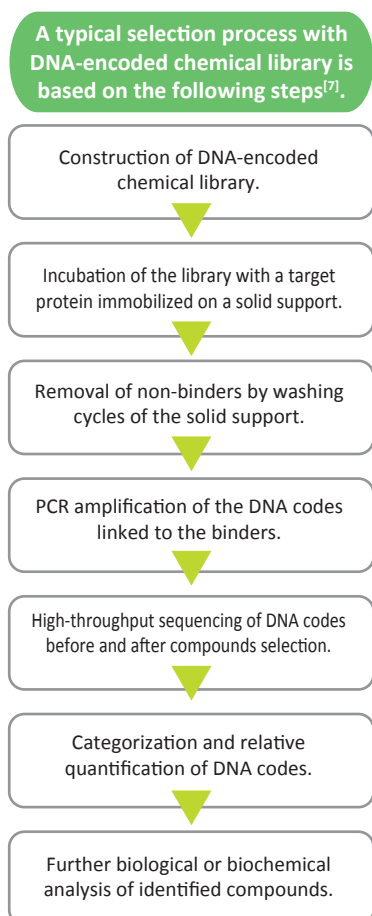 A typical selection process with
DNA-encoded chemical library is
based on the following steps[7].
Construction of DNA-encoded
chemical library.
Incubation of the library with a target
protein immobilized on a solid support.
Removal of non-binders by washing
cycles of the solid support.
PCR amplification of the DNA codes
linked to the binders.
High-throughput sequencing of DNA codes
before and after compounds selection.
Categorization and relative
quantification of DNA codes.
Further biological or biochemical
analysis of identified compounds.